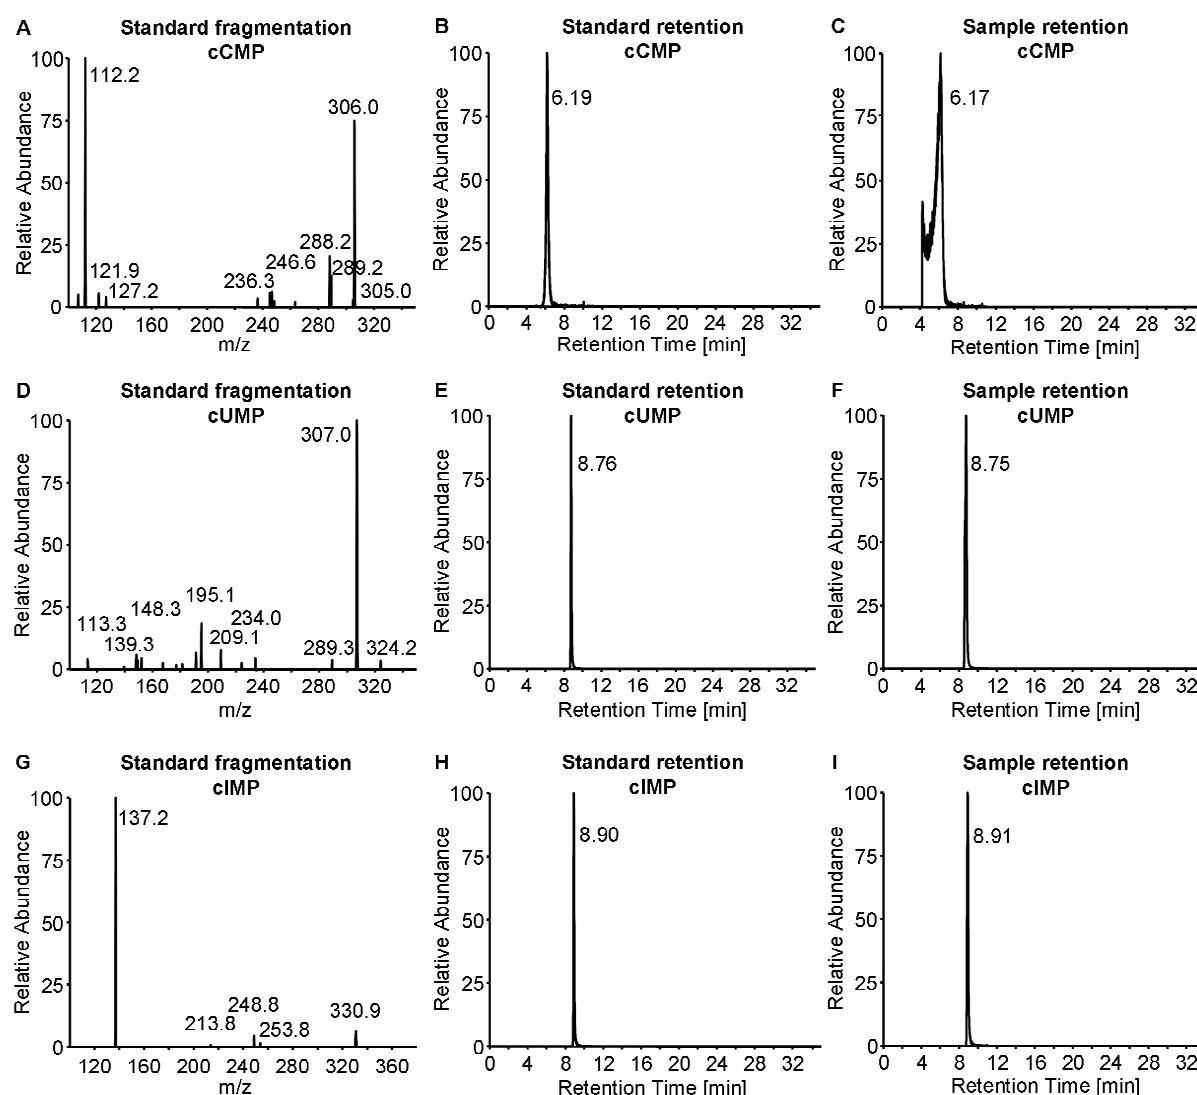 A
Standard fragmentation
cCMP
Relative Abundance
100
75
50
25
0
112.2
306.0
288.2
246.6
289.2
236.3
121.9
127.2
305.0
120 160 200 240 280 320
m/z
B
Standard retention
cCMP
Relative Abundance
100
75
50
25
0
6.19
0 4 8 12 16 20 24 28 32
Retention Time [min]
C
Sample retention
cCMP
Relative Abundance
100
75
50
25
0
6.17
0 4 8 12 16 20 24 28 32
Retention Time [min]
D
Standard fragmentation
cUMP
Relative Abundance
100
75
50
25
0
307.0
195.1
148.3
113.3
234.0
139.3
209.1
289.3
324.2
120 160 200 240 280 320
m/z
E
Standard retention
cUMP
Relative Abundance
100
75
50
25
0
8.76
0 4 8 12 16 20 24 28 32
Retention Time [min]
F
Sample retention
cUMP
Relative Abundance
100
75
50
25
0
8.75
0 4 8 12 16 20 24 28 32
Retention Time [min]
G
Standard fragmentation
cIMP
Relative Abundance
100
75
50
25
0
137.2
248.8
330.9
213.8
253.8
120 160 200 240 280 320 360
m/z
H
Standard retention
cIMP
Relative Abundance
100
75
50
25
0
8.90
0 4 8 12 16 20 24 28 32
Retention Time [min]
I
Sample retention
cIMP
Relative Abundance
100
75
50
25
0
8.91
0 4 8 12 16 20 24 28 32
Retention Time [min]